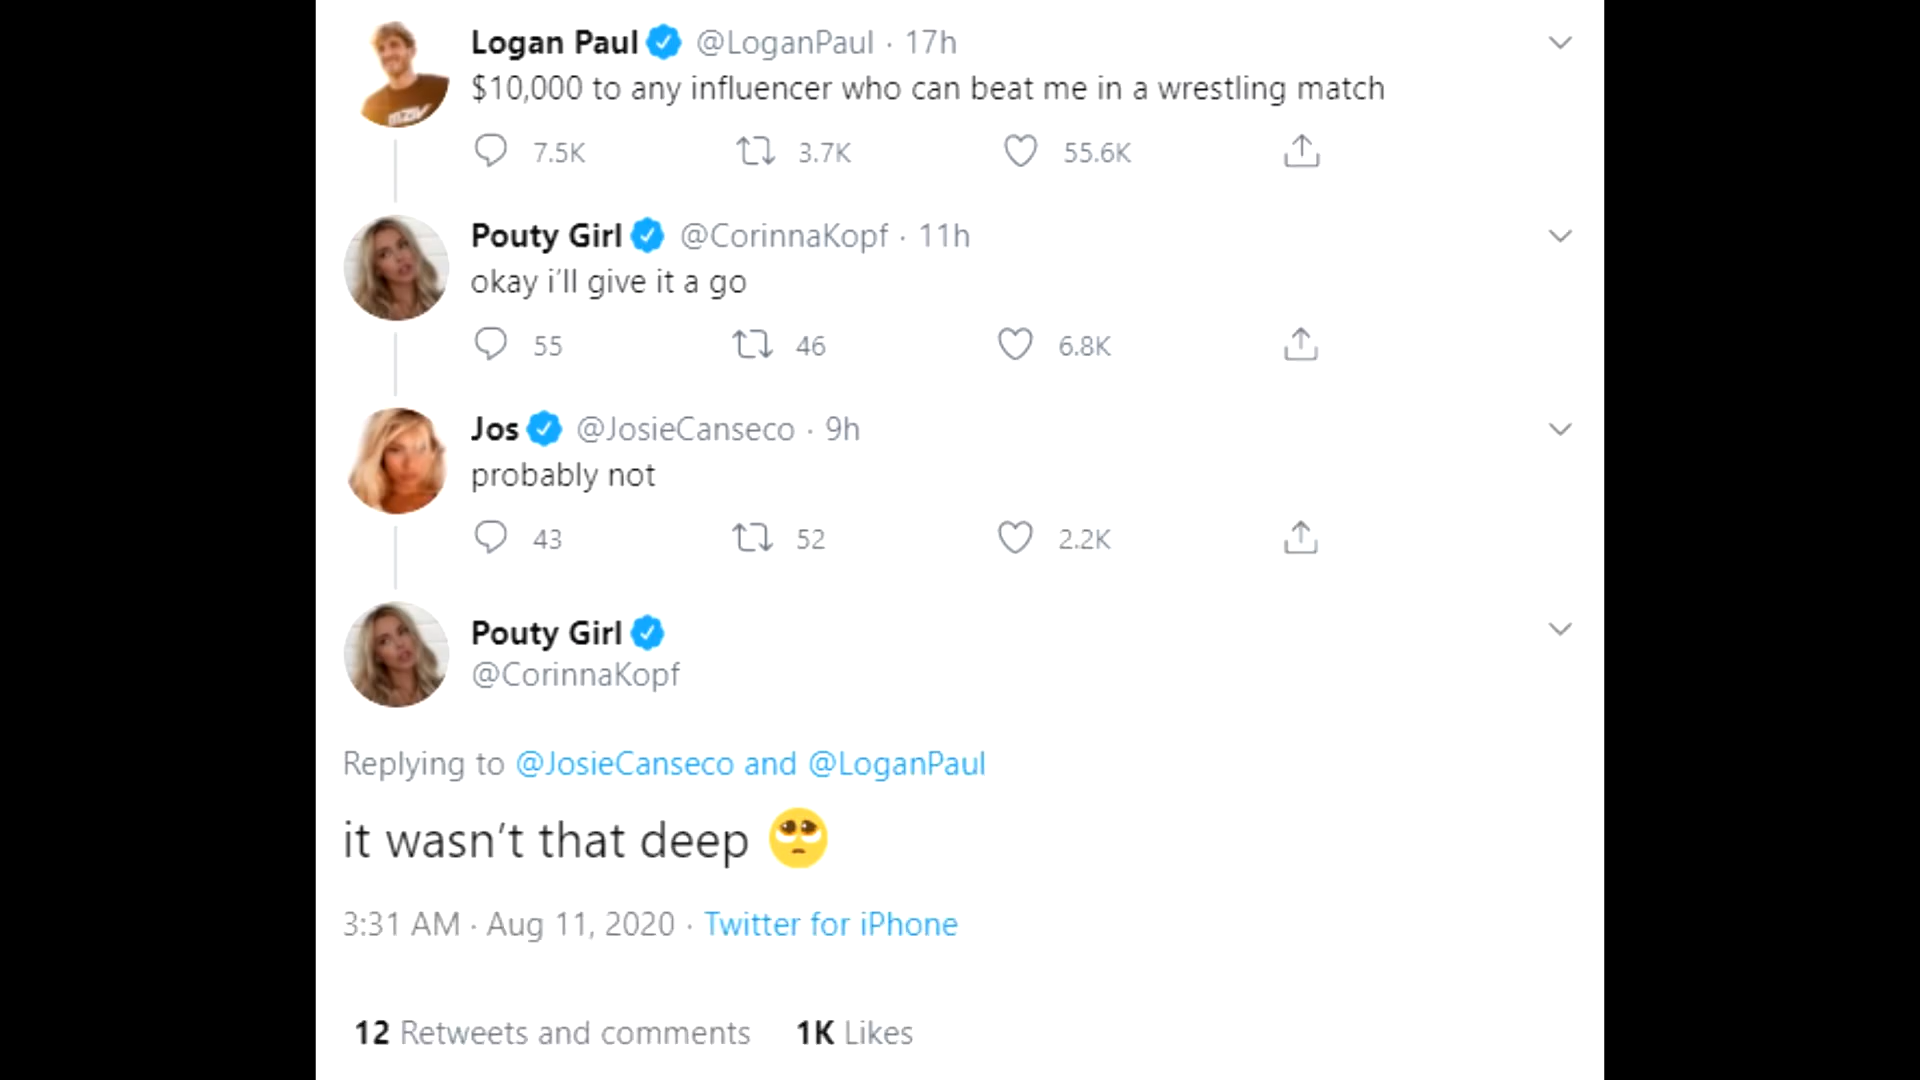 Logan Paul @LoganPaul · 17h
$10,000 to any influencer who can beat me in a wrestling match
7.5K 3.7K 55.6K
Pouty Girl @CorinnaKopf · 11h
okay i'll give it a go
55 46 6.8K
Jos @JosieCanseco · 9h
probably not
43 52 2.2K
Pouty Girl
@CorinnaKopf
Replying to @JosieCanseco and @LoganPaul
it wasn't that deep 🥺
3:31 AM · Aug 11, 2020 · Twitter for iPhone
12 Retweets and comments 1K Likes